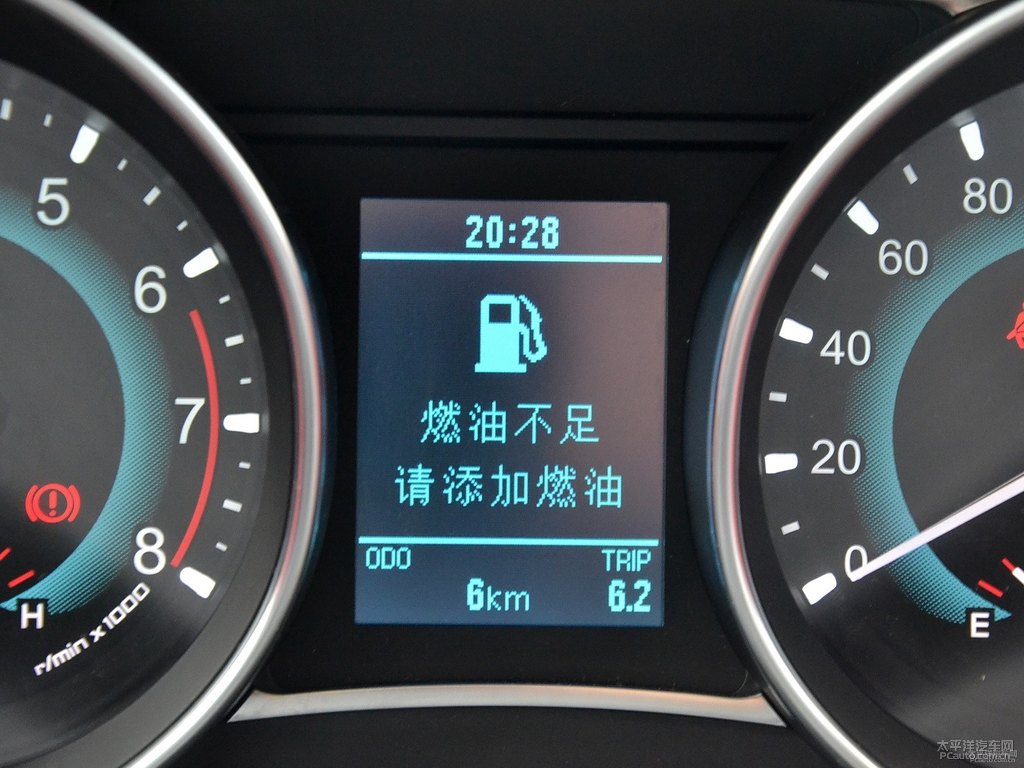 20:28
燃油不足
请添加燃油
ODO TRIP
6km 6.2
5
6
7
8
H
r/min x1000
80
60
40
20
0
E
太平洋汽车网
PCauto.com.cn